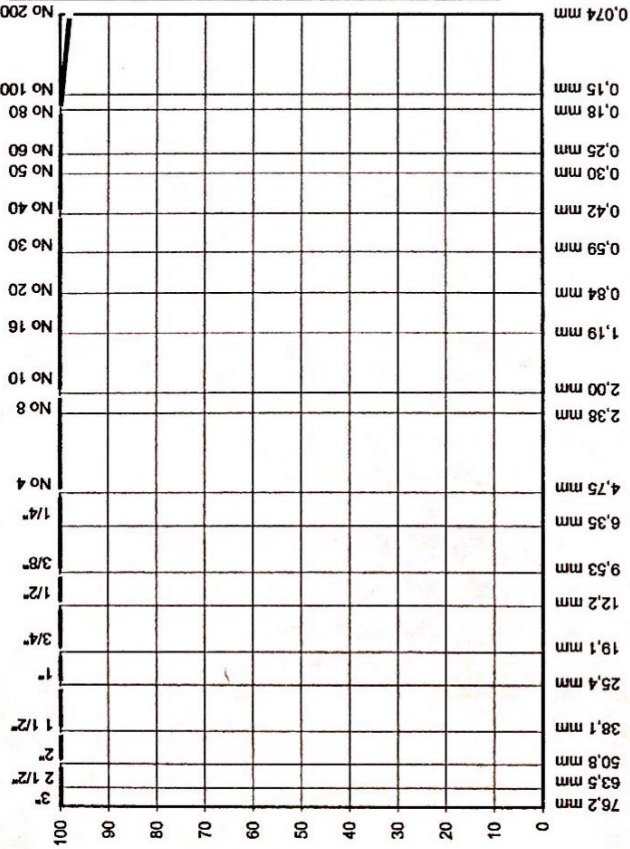 3"
2 1/2"
2"
1 1/2"
1"
3/4"
1/2"
3/8"
1/4"
No 4
No 8
No 10
No 16
No 20
No 30
No 40
No 50
No 60
No 80
No 100
No 200
100
90
80
70
60
50
40
30
20
10
0
76,2 mm
63,5 mm
50,8 mm
38,1 mm
25,4 mm
19,1 mm
12,2 mm
9,53 mm
6,35 mm
4,75 mm
2,38 mm
2,00 mm
1,19 mm
0,84 mm
0,59 mm
0,42 mm
0,30 mm
0,25 mm
0,18 mm
0,15 mm
0,074 mm